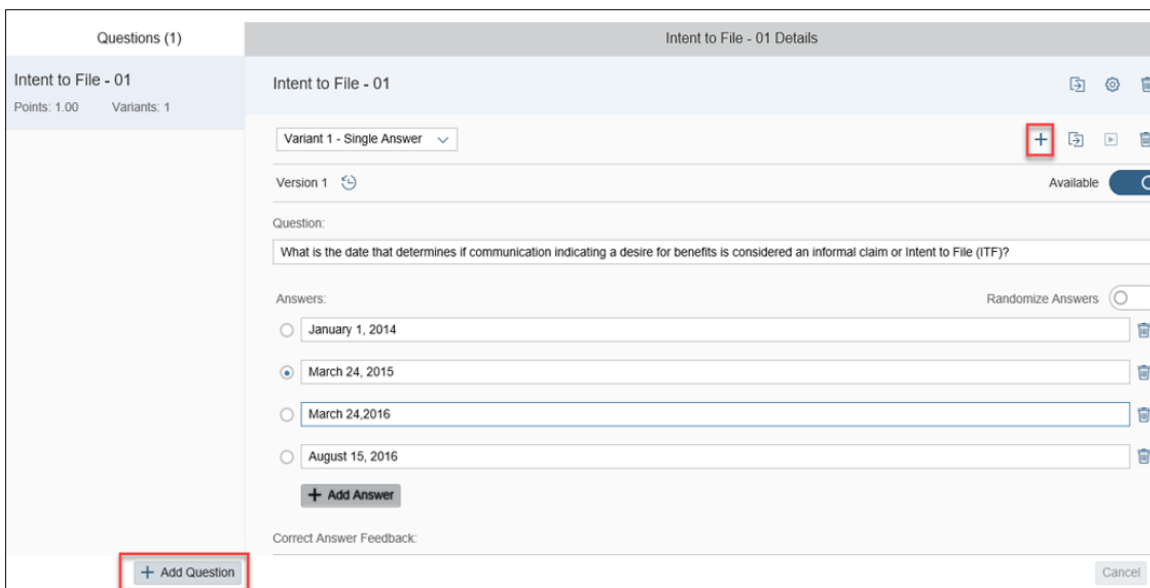 Questions (1)
Intent to File - 01 Details
Intent to File - 01
Points: 1.00 Variants: 1
Intent to File - 01
Variant 1 - Single Answer
Version 1
Available
Question:
What is the date that determines if communication indicating a desire for benefits is considered an informal claim or Intent to File (ITF)?
Answers:
Randomize Answers
January 1, 2014
March 24, 2015
March 24,2016
August 15, 2016
+ Add Answer
Correct Answer Feedback:
+ Add Question
Cancel